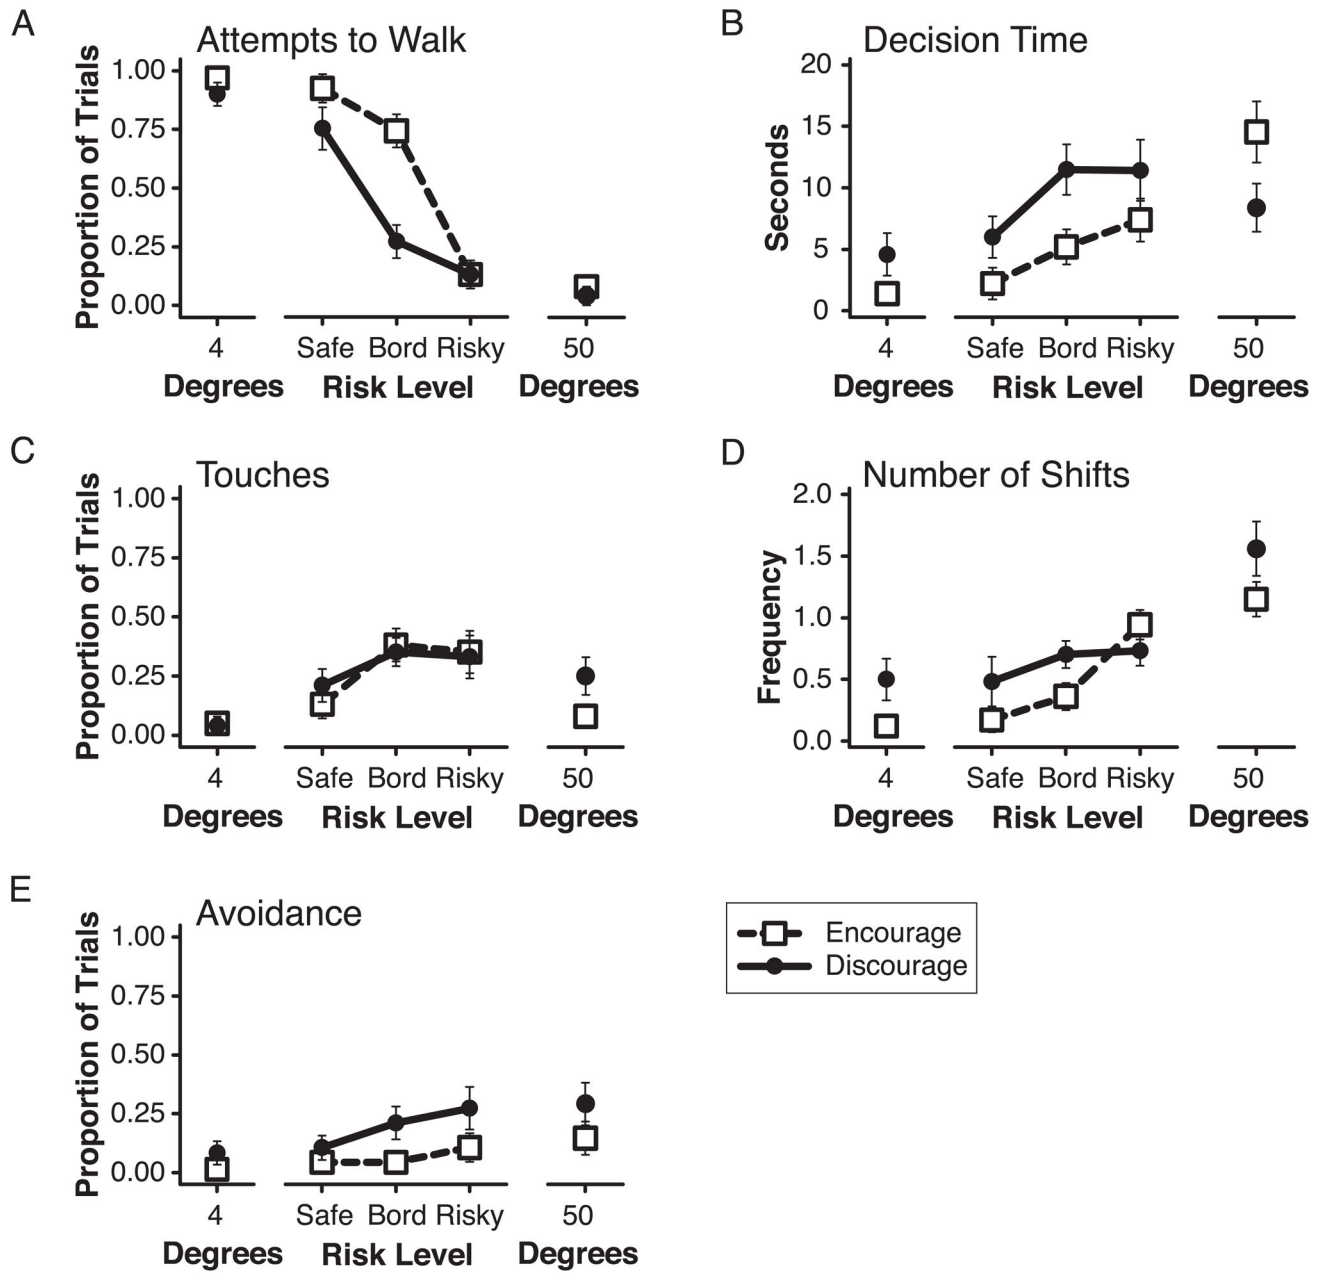 A
Attempts to Walk
Proportion of Trials
1.00
0.75
0.50
0.25
0.00
4
Safe Bord Risky
50
Degrees
Risk Level
Degrees
B
Decision Time
Seconds
20
15
10
5
0
4
Safe Bord Risky
50
Degrees
Risk Level
Degrees
C
Touches
Proportion of Trials
1.00
0.75
0.50
0.25
0.00
4
Safe Bord Risky
50
Degrees
Risk Level
Degrees
D
Number of Shifts
Frequency
2.0
1.5
1.0
0.5
0.0
4
Safe Bord Risky
50
Degrees
Risk Level
Degrees
E
Avoidance
Proportion of Trials
1.00
0.75
0.50
0.25
0.00
4
Safe Bord Risky
50
Degrees
Risk Level
Degrees
Encourage
Discourage